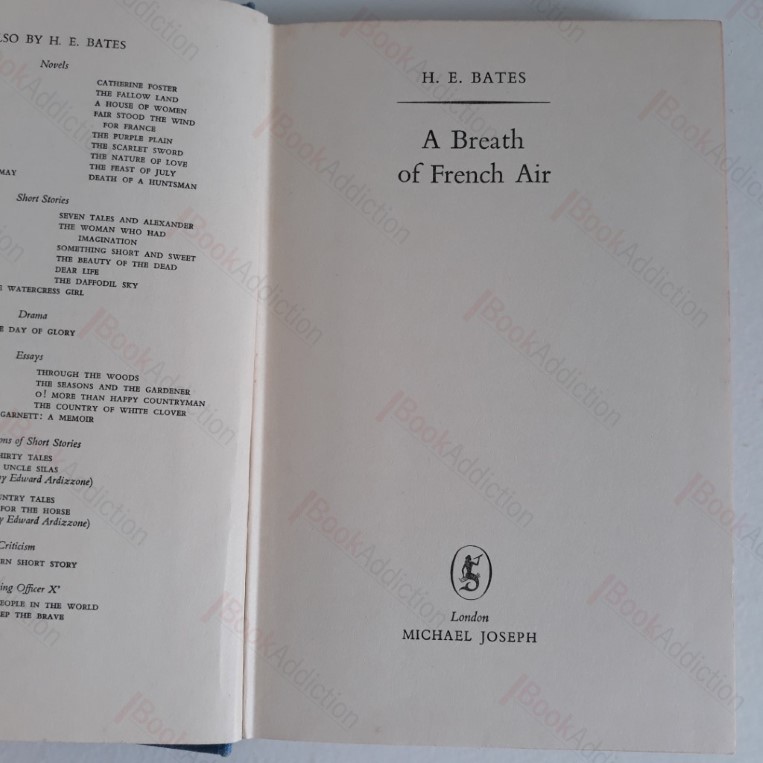 LSO BY H. E. BATES
Novels
CATHERINE FOSTER
THE FALLOW LAND
A HOUSE OF WOMEN
FAIR STOOD THE WIND
FOR FRANCE
THE PURPLE PLAIN
THE SCARLET SWORD
THE NATURE OF LOVE
THE FEAST OF JULY
MAY DEATH OF A HUNTSMAN
Short Stories
SEVEN TALES AND ALEXANDER
THE WOMAN WHO HAD
IMAGINATION
SOMETHING SHORT AND SWEET
THE BEAUTY OF THE DEAD
DEAR LIFE
THE DAFFODIL SKY
E WATERCRESS GIRL
Drama
E DAY OF GLORY
Essays
THROUGH THE WOODS
THE SEASONS AND THE GARDENER
O! MORE THAN HAPPY COUNTRYMAN
THE COUNTRY OF WHITE CLOVER
GARNETT: A MEMOIR
ons of Short Stories
HIRTY TALES
UNCLE SILAS
y Edward Ardizzone)
UNTRY TALES
FOR THE HORSE
y Edward Ardizzone)
Criticism
RN SHORT STORY
ing Officer X'
PEOPLE IN THE WORLD
EP THE BRAVE
H. E. BATES
A Breath
of French Air
London
MICHAEL JOSEPH
BookAddiction